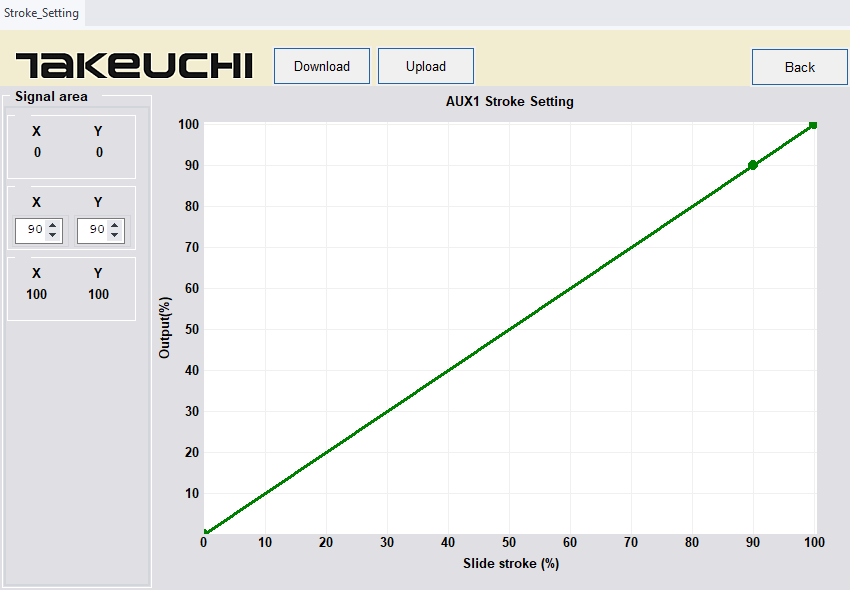 Stroke_Setting
TAKEUCHI
Download Upload Back
Signal area
X Y
0 0
X Y
90 90
X Y
100 100
AUX1 Stroke Setting
100
90
80
70
60
50
40
30
20
10
Output(%)
0 10 20 30 40 50 60 70 80 90 100
Slide stroke (%)